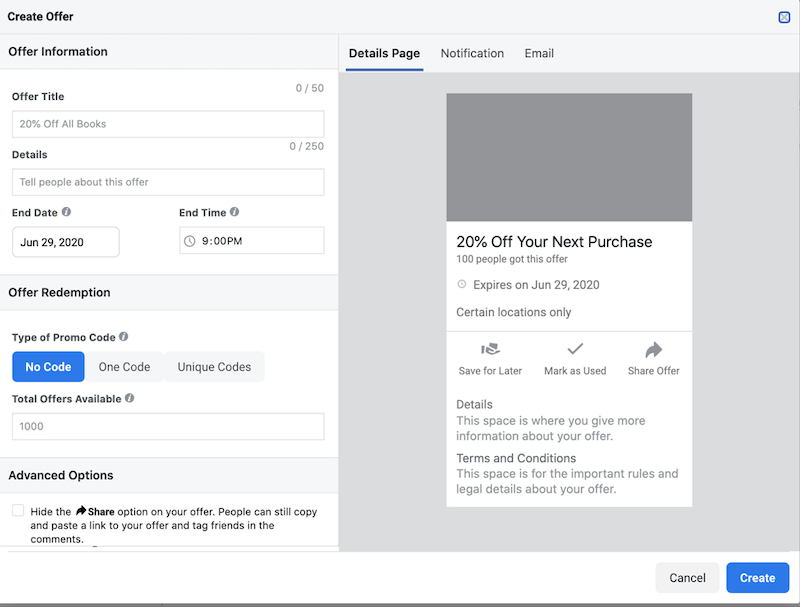 Create Offer
Offer Information
0 / 50
Offer Title
20% Off All Books
0 / 250
Details
Tell people about this offer
End Date
End Time
Jun 29, 2020
9:00PM
Offer Redemption
Type of Promo Code
No Code
One Code
Unique Codes
Total Offers Available
1000
Advanced Options
Hide the Share option on your offer. People can still copy
and paste a link to your offer and tag friends in the
comments.
Details Page
Notification
Email
20% Off Your Next Purchase
100 people got this offer
Expires on Jun 29, 2020
Certain locations only
Save for Later
Mark as Used
Share Offer
Details
This space is where you give more
information about your offer.
Terms and Conditions
This space is for the important rules and
legal details about your offer.
Cancel
Create